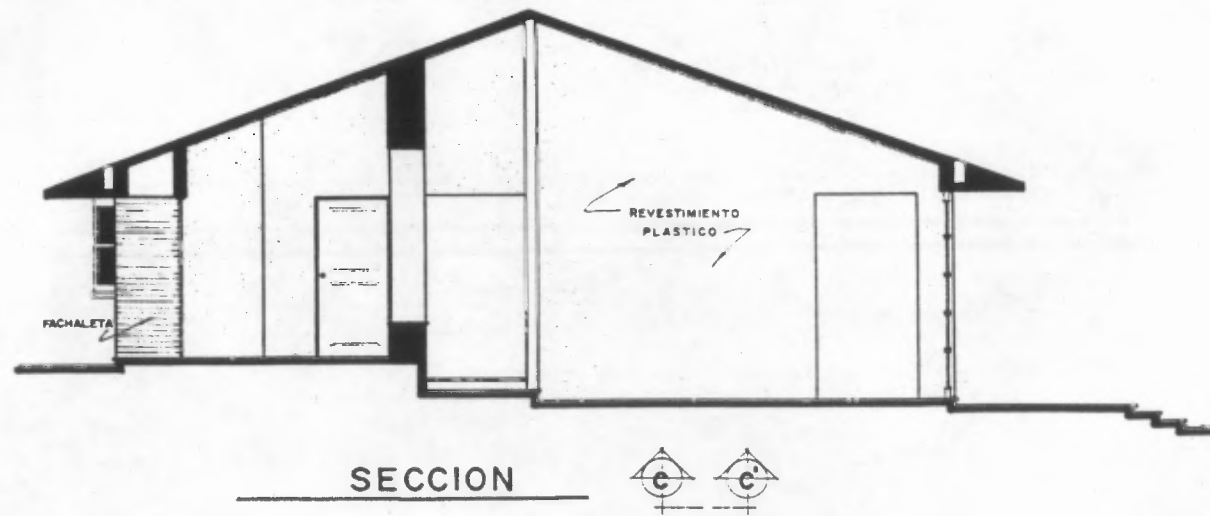 REVESTIMIENTO
PLASTICO
FACHALETA
SECCION C C'